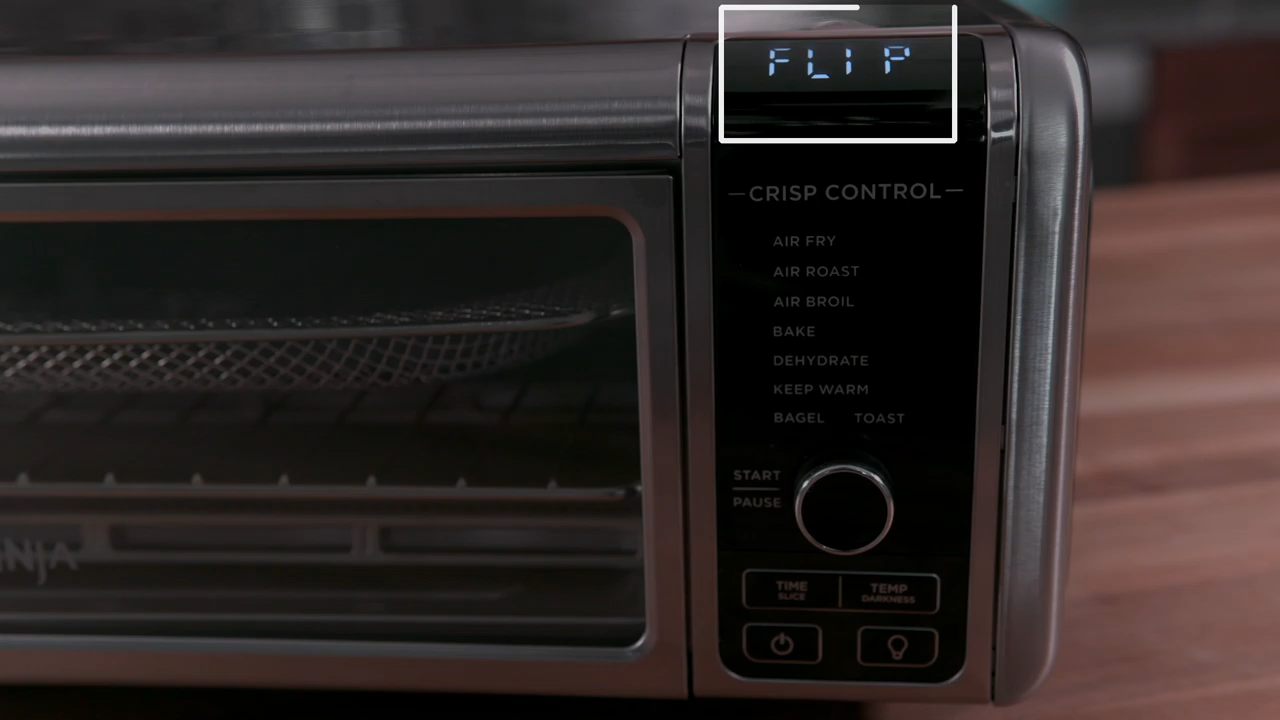 FLIP
CRISP CONTROL
AIR FRY
AIR ROAST
AIR BROIL
BAKE
DEHYDRATE
KEEP WARM
BAGEL TOAST
START
PAUSE
TIME TEMP
SLICE DARKNESS
NINJA